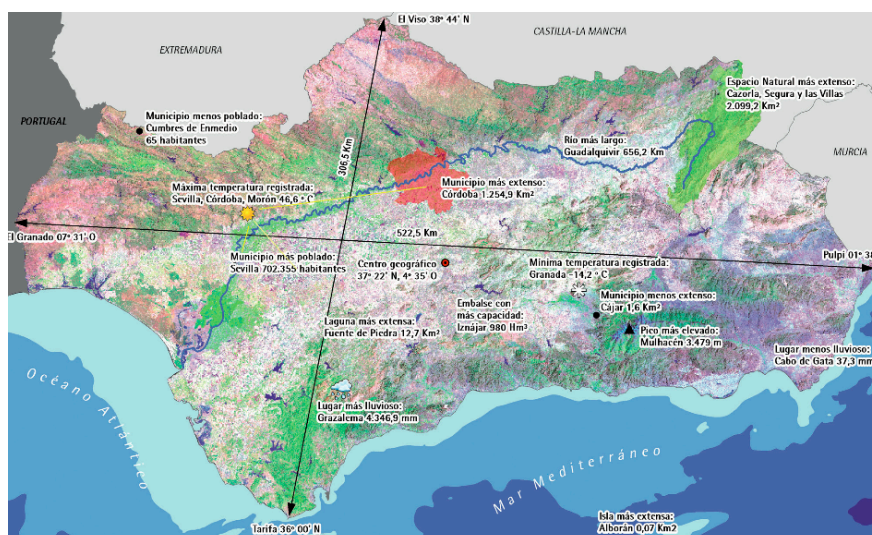 El Viso 38º 44' N
EXTREMADURA
CASTILLA-LA MANCHA
Espacio Natural más extenso:
Cazorla, Segura y las Villas
2.099,2 Km²
PORTUGAL
Municipio menos poblado:
Cumbres de Enmedio
65 habitantes
306,5 Km
Río más largo:
Guadalquivir 656,2 Km
MURCIA
Máxima temperatura registrada:
Sevilla, Córdoba, Morón 46,6 º C
Municipio más extenso:
Córdoba 1.254,9 Km²
El Granado 07º 31' O
522,5 Km
Municipio más poblado:
Sevilla 702.355 habitantes
Centro geográfico
37º 22' N, 4º 35' O
Mínima temperatura registrada:
Granada -14,2 º C
Pulpí 01º 38
Embalse con
más capacidad:
Iznájar 980 Hm³
Municipio menos extenso:
Cájar 1,6 Km²
Laguna más extensa:
Fuente de Piedra 12,7 Km²
Pico más elevado:
Mulhacén 3.479 m
Lugar menos lluvioso:
Cabo de Gata 37,3 mm
Océano Atlántico
Lugar más lluvioso:
Grazalema 4.346,9 mm
Mar Mediterráneo
Isla más extensa:
Alborán 0,07 Km2
Tarifa 36º 00' N